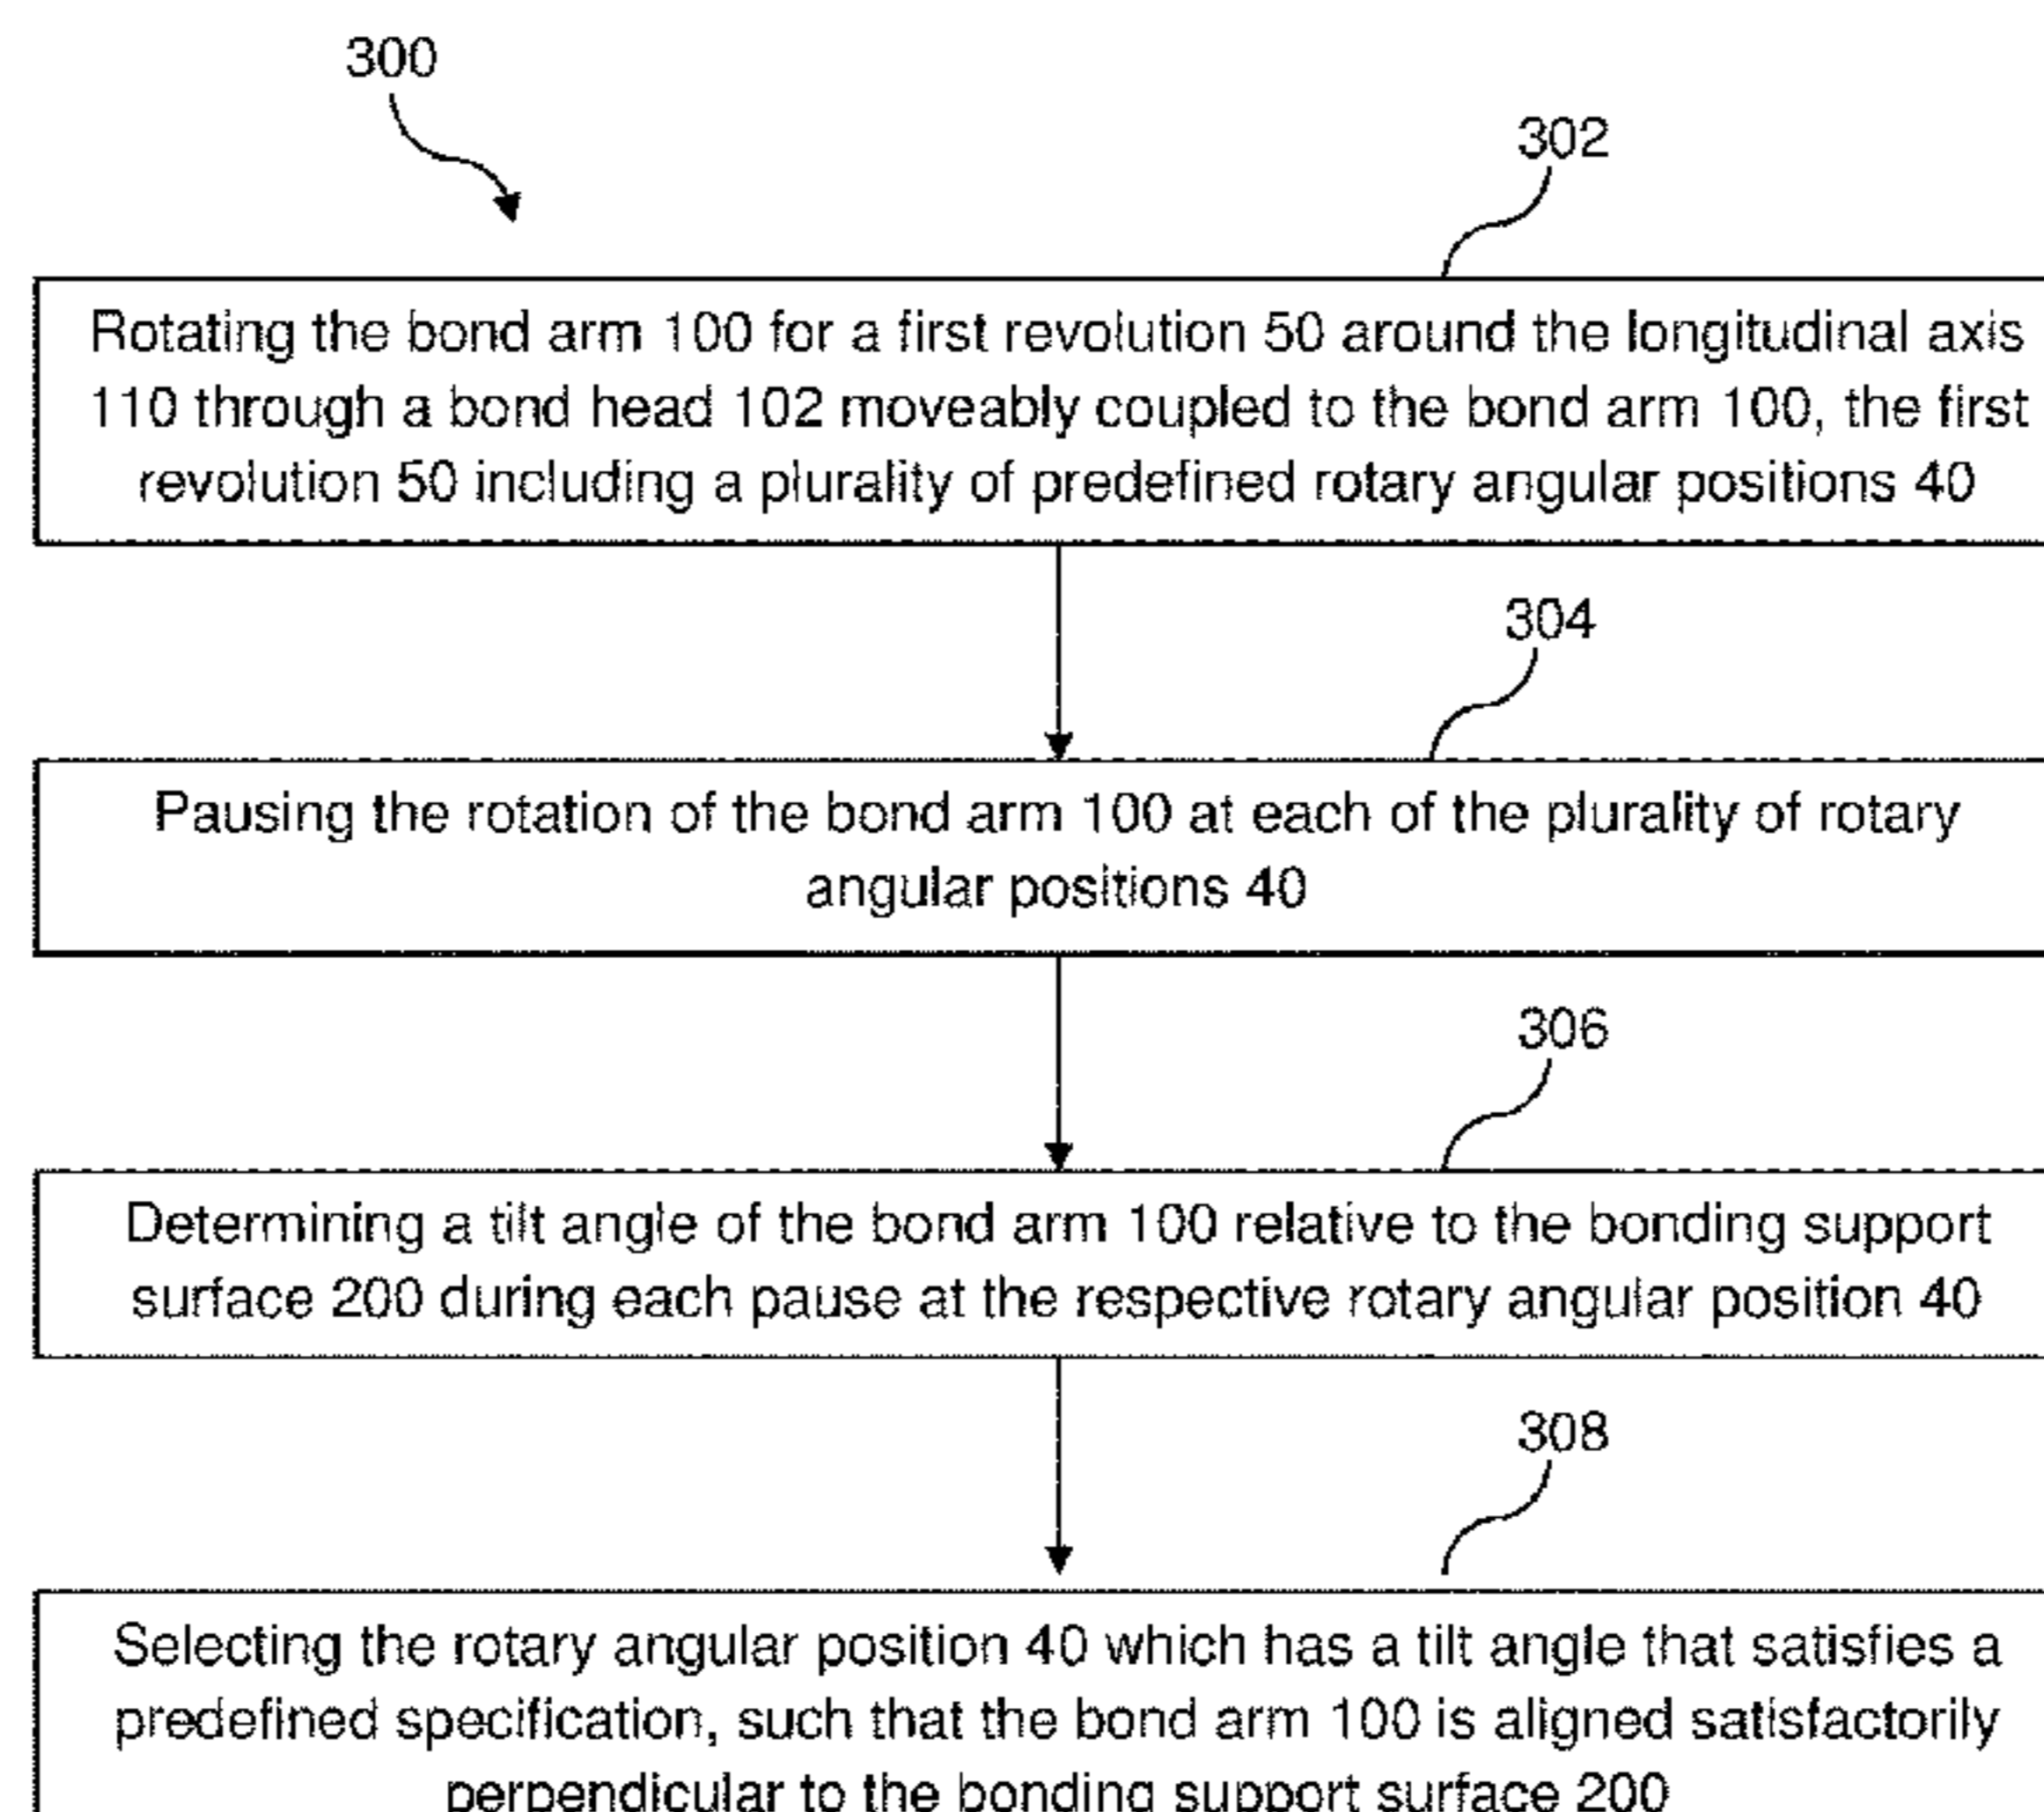 300
302
Rotating the bond arm 100 for a first revolution 50 around the longitudinal axis
110 through a bond head 102 moveably coupled to the bond arm 100, the first
revolution 50 including a plurality of predefined rotary angular positions 40
304
Pausing the rotation of the bond arm 100 at each of the plurality of rotary
angular positions 40
306
Determining a tilt angle of the bond arm 100 relative to the bonding support
surface 200 during each pause at the respective rotary angular position 40
308
Selecting the rotary angular position 40 which has a tilt angle that satisfies a
predefined specification, such that the bond arm 100 is aligned satisfactorily
perpendicular to the bonding support surface 200